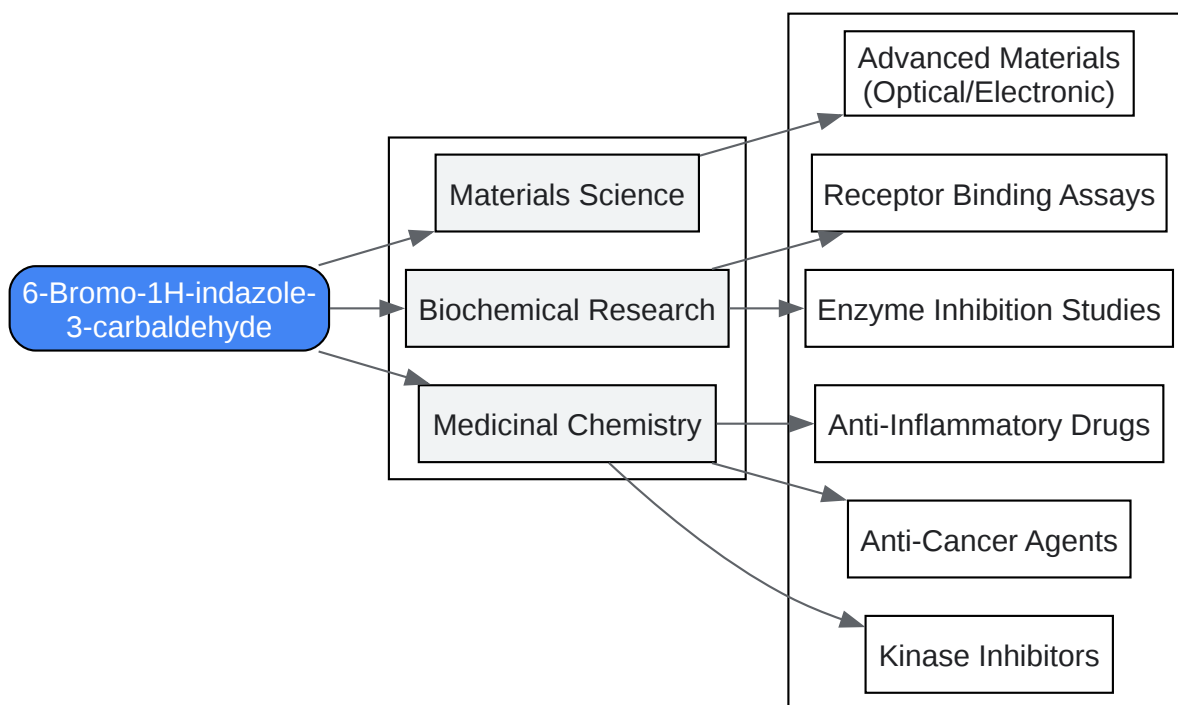 6-Bromo-1H-indazole-
3-carbaldehyde
Materials Science
Biochemical Research
Medicinal Chemistry
Advanced Materials
(Optical/Electronic)
Receptor Binding Assays
Enzyme Inhibition Studies
Anti-Inflammatory Drugs
Anti-Cancer Agents
Kinase Inhibitors